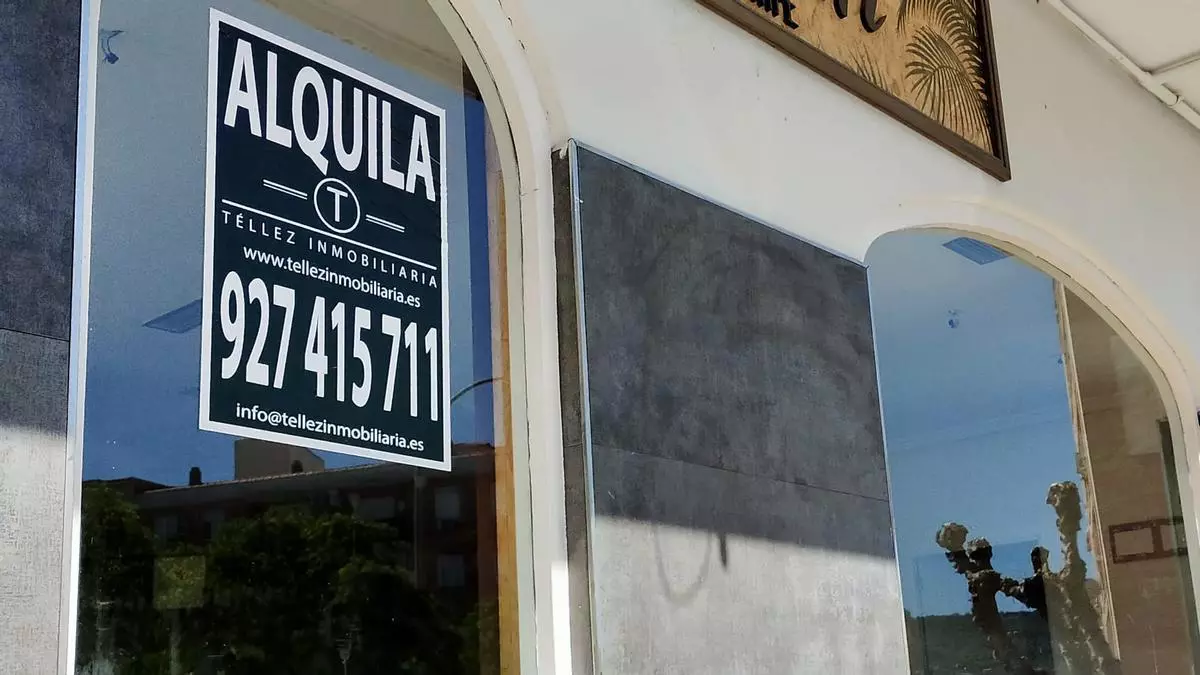 ALQUILA
T
TÉLLEZ INMOBILIARIA
www.tellezinmobiliaria.es
927 415 711
info@tellezinmobiliaria.es